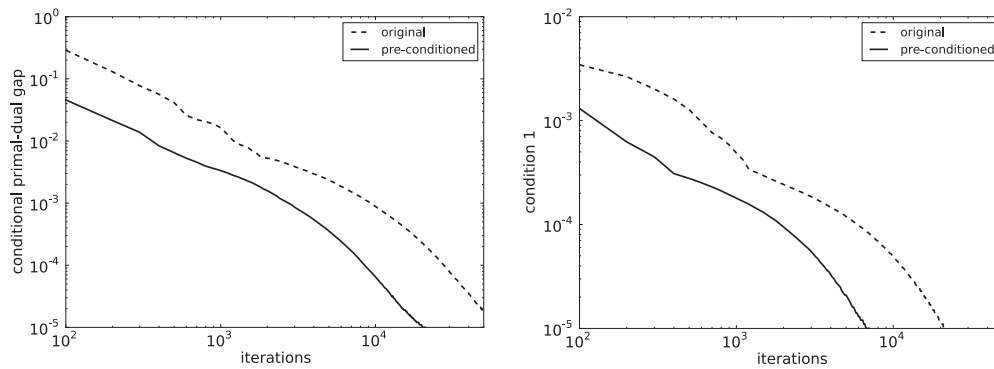 10^0
10^-1
10^-2
10^-3
10^-4
10^-5
conditional primal-dual gap
original
pre-conditioned
10^2
10^3
10^4
iterations
10^-2
10^-3
10^-4
10^-5
condition 1
original
pre-conditioned
10^2
10^3
10^4
iterations